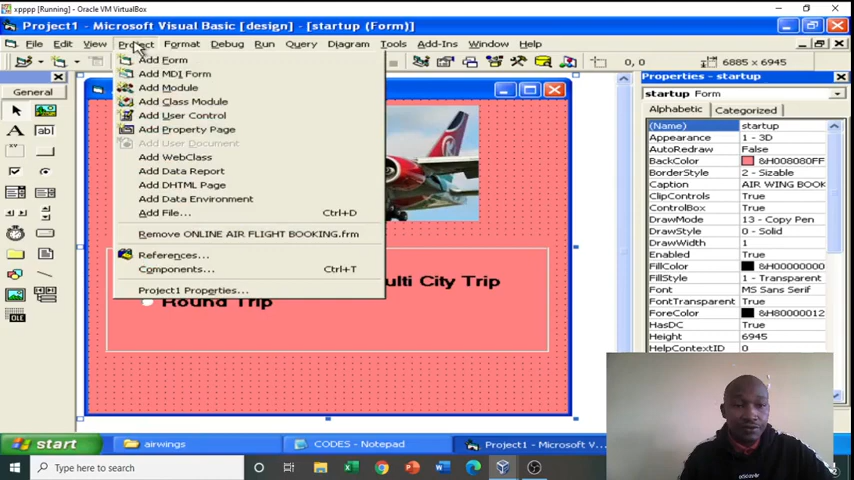 xpppp [Running] - Oracle VM VirtualBox
Project1 - Microsoft Visual Basic [design] - [startup (Form)]
File Edit View Project Format Debug Run Query Diagram Tools Add-Ins Window Help
0, 0 6885 x 6945
General
Add Form
Add MDI Form
Add Module
Add Class Module
Add User Control
Add Property Page
Add User Document
Add WebClass
Add Data Report
Add DHTML Page
Add Data Environment
Add File... Ctrl+D
Remove ONLINE AIR FLIGHT BOOKING.frm
References...
Components... Ctrl+T
Project1 Properties...
ulti City Trip
Round Trip
Properties - startup
startup Form
Alphabetic Categorized
(Name) startup
Appearance 1 - 3D
AutoRedraw False
BackColor &H008080FF
BorderStyle 2 - Sizable
Caption AIR WING BOOK
ClipControls True
DrawMode 13 - Copy Pen
DrawStyle 0 - Solid
DrawWidth 1
Enabled True
FillColor &H00000000
FillStyle 1 - Transparent
Font MS Sans Serif
FontTransparent True
ForeColor &H80000012
HasDC True
Height 6945
HelpContextID 0
start airwings CODES - Notepad Project1 - Microsoft V...
Type here to search